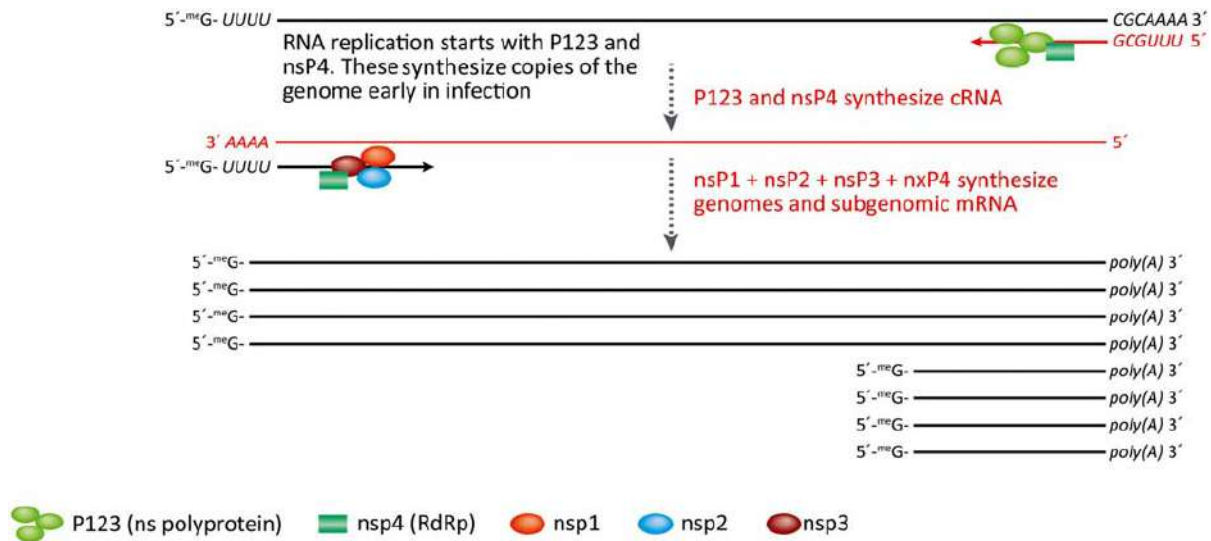 5´-ᵐᵉG- UUUU CGCAAAA 3´
GCGUUU 5´
RNA replication starts with P123 and
nsP4. These synthesize copies of the
genome early in infection
P123 and nsP4 synthesize cRNA
3´ AAAA 5´
5´-ᵐᵉG- UUUU
nsP1 + nsP2 + nsP3 + nxP4 synthesize
genomes and subgenomic mRNA
5´-ᵐᵉG- poly(A) 3´
5´-ᵐᵉG- poly(A) 3´
5´-ᵐᵉG- poly(A) 3´
5´-ᵐᵉG- poly(A) 3´
5´-ᵐᵉG- poly(A) 3´
5´-ᵐᵉG- poly(A) 3´
5´-ᵐᵉG- poly(A) 3´
5´-ᵐᵉG- poly(A) 3´
P123 (ns polyprotein) nsp4 (RdRp) nsp1 nsp2 nsp3